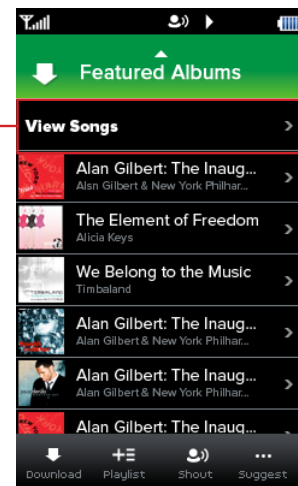 Featured Albums
View Songs
Alan Gilbert: The Inaug...
Alsn Gilbert & New York Philhar...
The Element of Freedom
Alicia Keys
We Belong to the Music
Timbaland
Alan Gilbert: The Inaug...
Alan Gilbert & New York Philhar...
Alan Gilbert: The Inaug...
Alan Gilbert & New York Philhar...
Alan Gilbert: The Inaug...
Download Playlist Shout Suggest